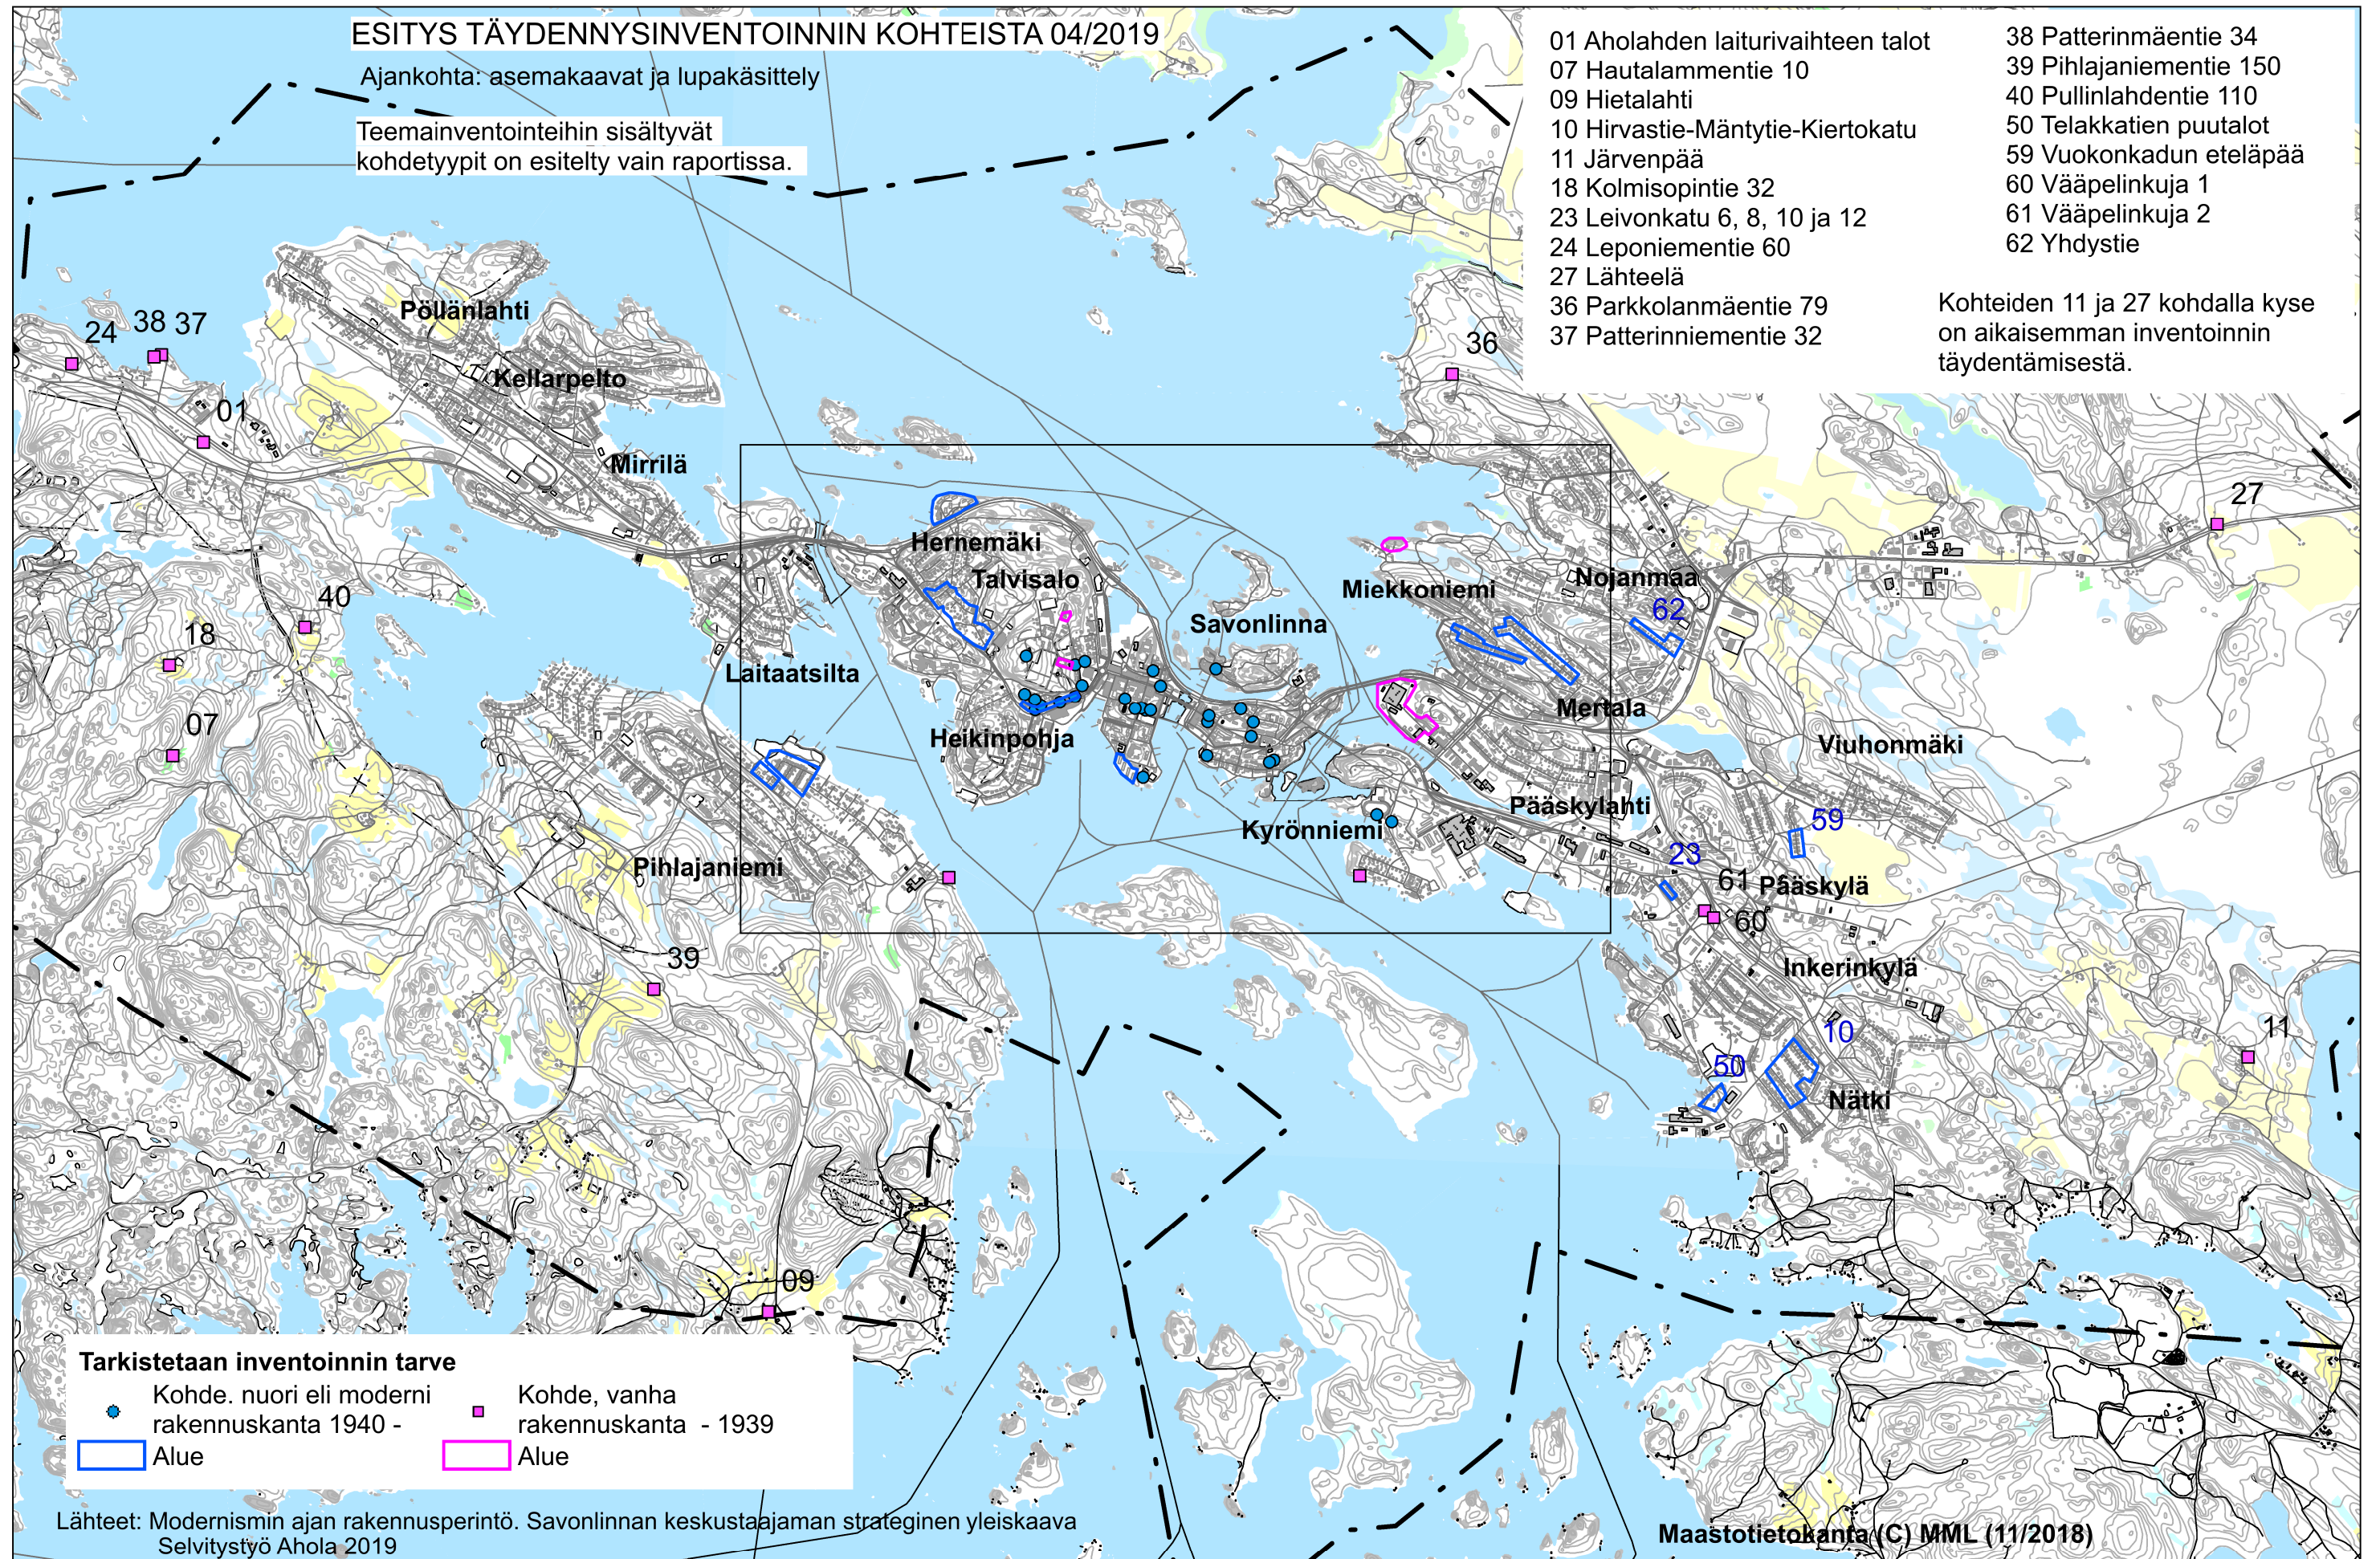 ESITYS TÄYDENNYSINVENTOINNIN KOHTEISTA 04/2019
Ajankohta: asemakaavat ja lupakäsittely
Teemainventointeihin sisältyvät
kohdetyypit on esitelty vain raportissa.
01 Aholahden laiturivaihteen talot
07 Hautalammentie 10
09 Hietalahti
10 Hirvastie-Mäntytie-Kiertokatu
11 Järvenpää
18 Kolmisopintie 32
23 Leivonkatu 6, 8, 10 ja 12
24 Leponiementie 60
27 Lähteelä
36 Parkkolanmäentie 79
37 Patterinniementie 32
38 Patterinmäentie 34
39 Pihlajaniementie 150
40 Pullinlahdentie 110
50 Telakkatien puutalot
59 Vuokonkadun eteläpää
60 Vääpelinkuja 1
61 Vääpelinkuja 2
62 Yhdystie
Kohteiden 11 ja 27 kohdalla kyse
on aikaisemman inventoinnin
täydentämisestä.
Pöllänlahti
24
38
37
36
Kellarpelto
01
Mirrilä
27
Hernemäki
Talvisalo
Miekkoniemi
Nojanmaa
40
62
18
Savonlinna
Laitaatsilta
07
Mertala
Heikinpohja
Viuhonmäki
Pääskylahti
59
Kyrönniemi
23
Pihlajaniemi
61
Pääskylä
60
39
Inkerinkylä
11
10
50
Nätki
09
Tarkistetaan inventoinnin tarve
Kohde. nuori eli moderni
rakennuskanta 1940 -
Alue
Kohde, vanha
rakennuskanta - 1939
Alue
Lähteet: Modernismin ajan rakennusperintö. Savonlinnan keskustaajaman strateginen yleiskaava
Selvitystyö Ahola 2019
Maastotietokanta (C) MML (11/2018)